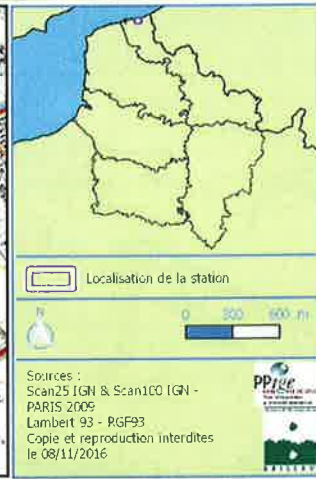 Localisation de la station
N
0 300 600 m
Sources :
Scan25 IGN & Scan100 IGN -
PARIS 2009
Lambert 93 - RGF93
Copie et reproduction interdites
le 08/11/2016
PPige
BAILLEUL